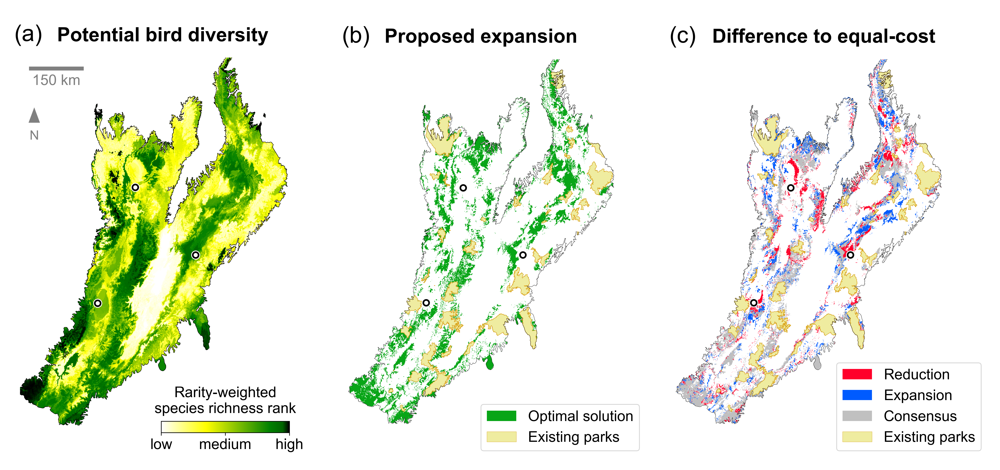 (a) Potential bird diversity
150 km
N
Rarity-weighted
species richness rank
low medium high
(b) Proposed expansion
Optimal solution
Existing parks
(c) Difference to equal-cost
Reduction
Expansion
Consensus
Existing parks